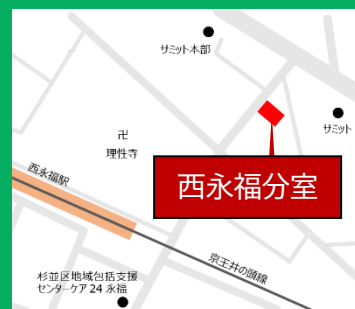 サミット本部
サミット
卍
理性寺
西永福分室
西永福駅
京王井の頭線
杉並区地域包括支援
センターケア24 永福